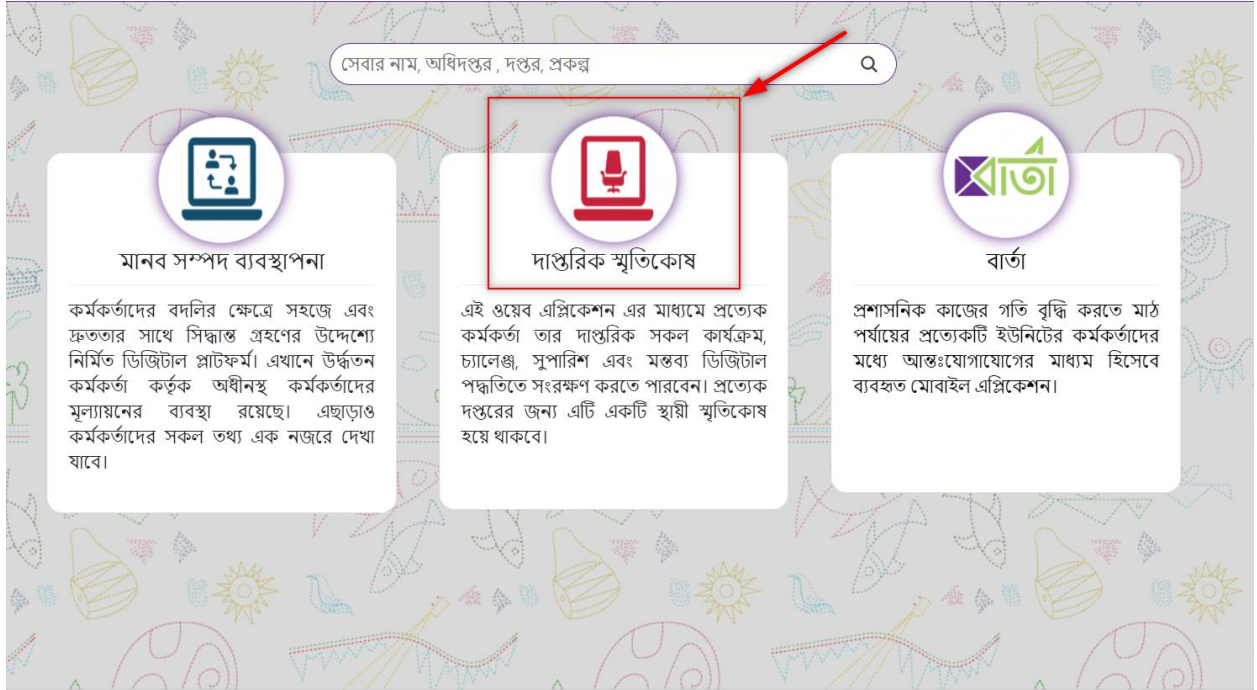 সেবার নাম, অধিদপ্তর , দপ্তর, প্রকল্প
মানব সম্পদ ব্যবস্থাপনা
কর্মকর্তাদের বদলির ক্ষেত্রে সহজে এবং
দ্রুততার সাথে সিদ্ধান্ত গ্রহণের উদ্দেশ্যে
নির্মিত ডিজিটাল প্লাটফর্ম। এখানে উর্দ্ধতন
কর্মকর্তা কর্তৃক অধীনস্থ কর্মকর্তাদের
মূল্যায়নের ব্যবস্থা রয়েছে। এছাড়াও
কর্মকর্তাদের সকল তথ্য এক নজরে দেখা
যাবে।
দাপ্তরিক স্মৃতিকোষ
এই ওয়েব এপ্লিকেশন এর মাধ্যমে প্রত্যেক
কর্মকর্তা তার দাপ্তরিক সকল কার্যক্রম,
চ্যালেঞ্জ, সুপারিশ এবং মন্তব্য ডিজিটাল
পদ্ধতিতে সংরক্ষণ করতে পারবেন। প্রত্যেক
দপ্তরের জন্য এটি একটি স্থায়ী স্মৃতিকোষ
হয়ে থাকবে।
বার্তা
বার্তা
প্রশাসনিক কাজের গতি বৃদ্ধি করতে মাঠ
পর্যায়ের প্রত্যেকটি ইউনিটের কর্মকর্তাদের
মধ্যে আন্তঃযোগাযোগের মাধ্যম হিসেবে
ব্যবহৃত মোবাইল এপ্লিকেশন।